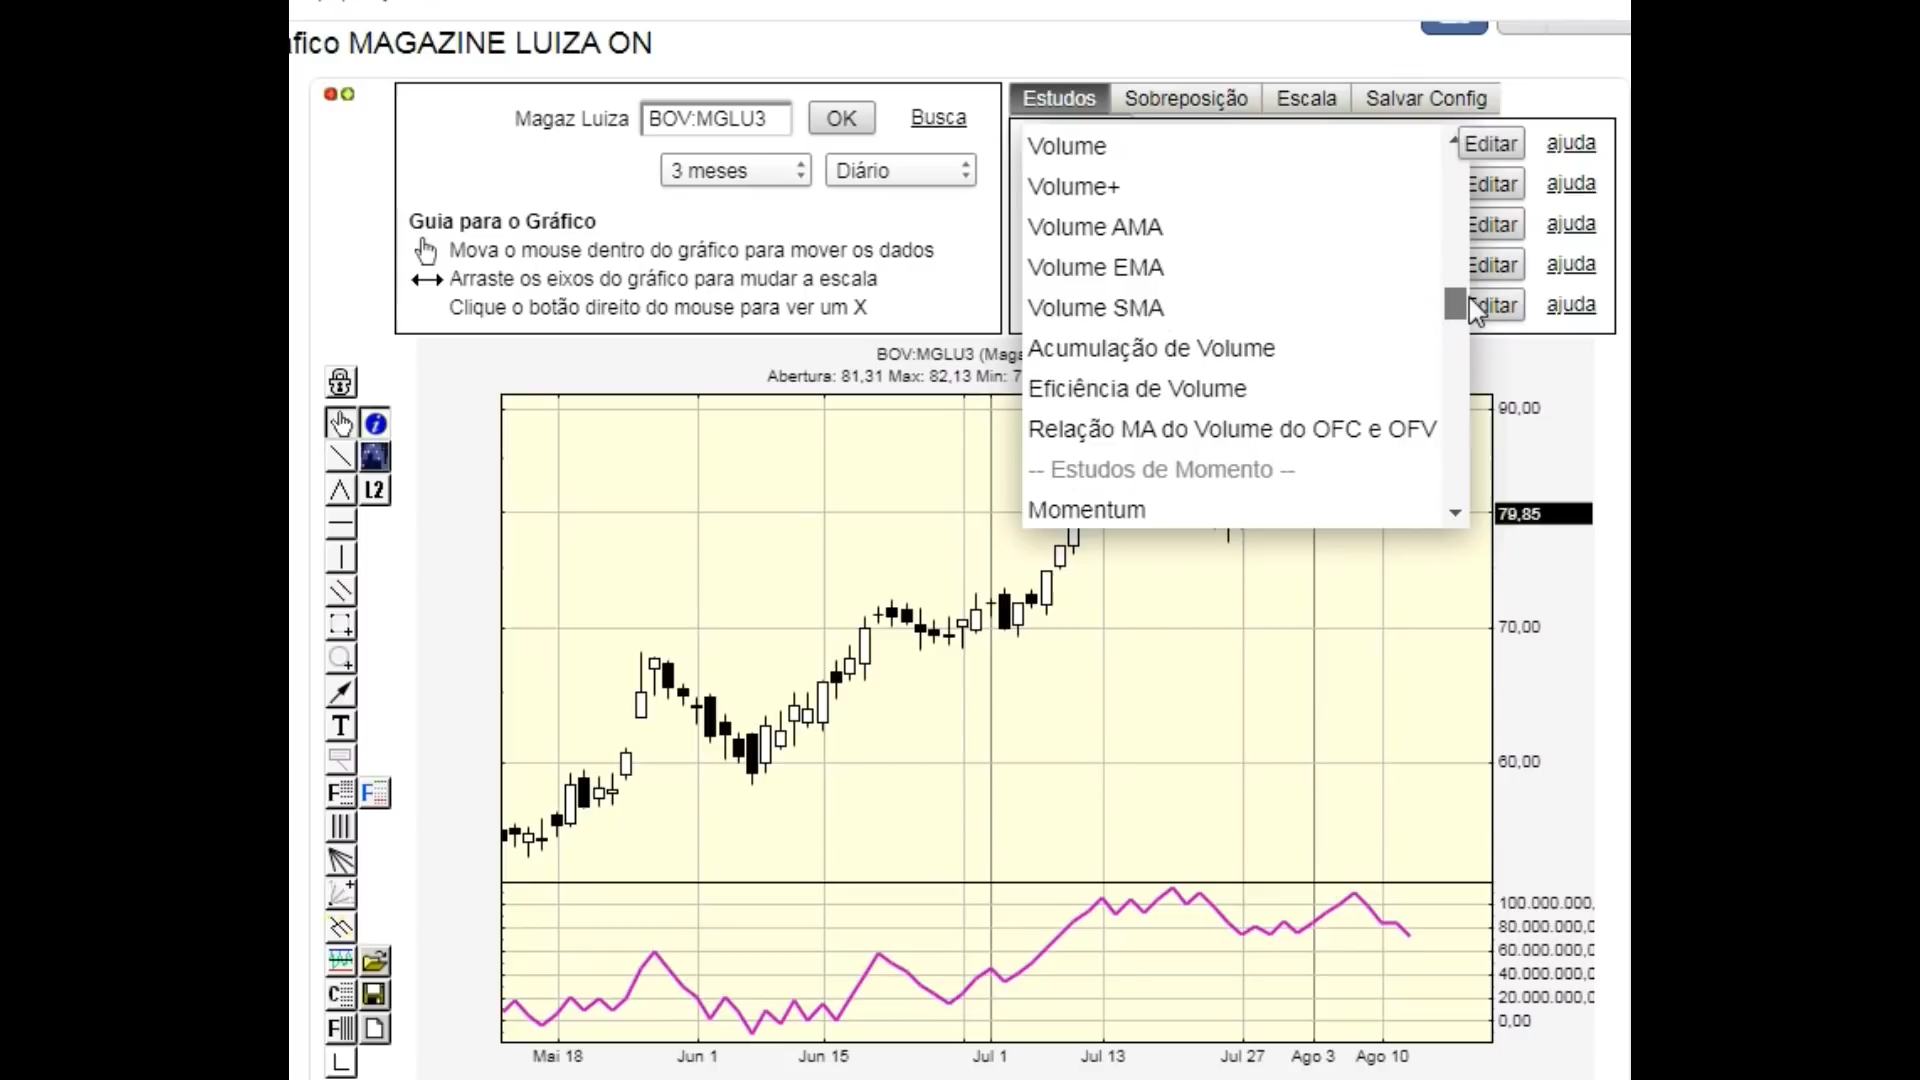 áfico MAGAZINE LUIZA ON
Magaz Luiza BOV:MGLU3 OK Busca
3 meses Diário
Guia para o Gráfico
Mova o mouse dentro do gráfico para mover os dados
Arraste os eixos do gráfico para mudar a escala
Clique o botão direito do mouse para ver um X
Estudos Sobreposição Escala Salvar Config
Volume Editar ajuda
Volume+ Editar ajuda
Volume AMA Editar ajuda
Volume EMA Editar ajuda
Volume SMA Editar ajuda
Acumulação de Volume
Eficiência de Volume
Relação MA do Volume do OFC e OFV
-- Estudos de Momento --
Momentum
BOV:MGLU3 (Maga
Abertura: 81,31 Max: 82,13 Min: 7
90,00
79,85
70,00
60,00
100.000.000,
80.000.000,0
60.000.000,0
40.000.000,0
20.000.000,0
0,00
Mai 18 Jun 1 Jun 15 Jul 1 Jul 13 Jul 27 Ago 3 Ago 10
L2
T
F F
C
F